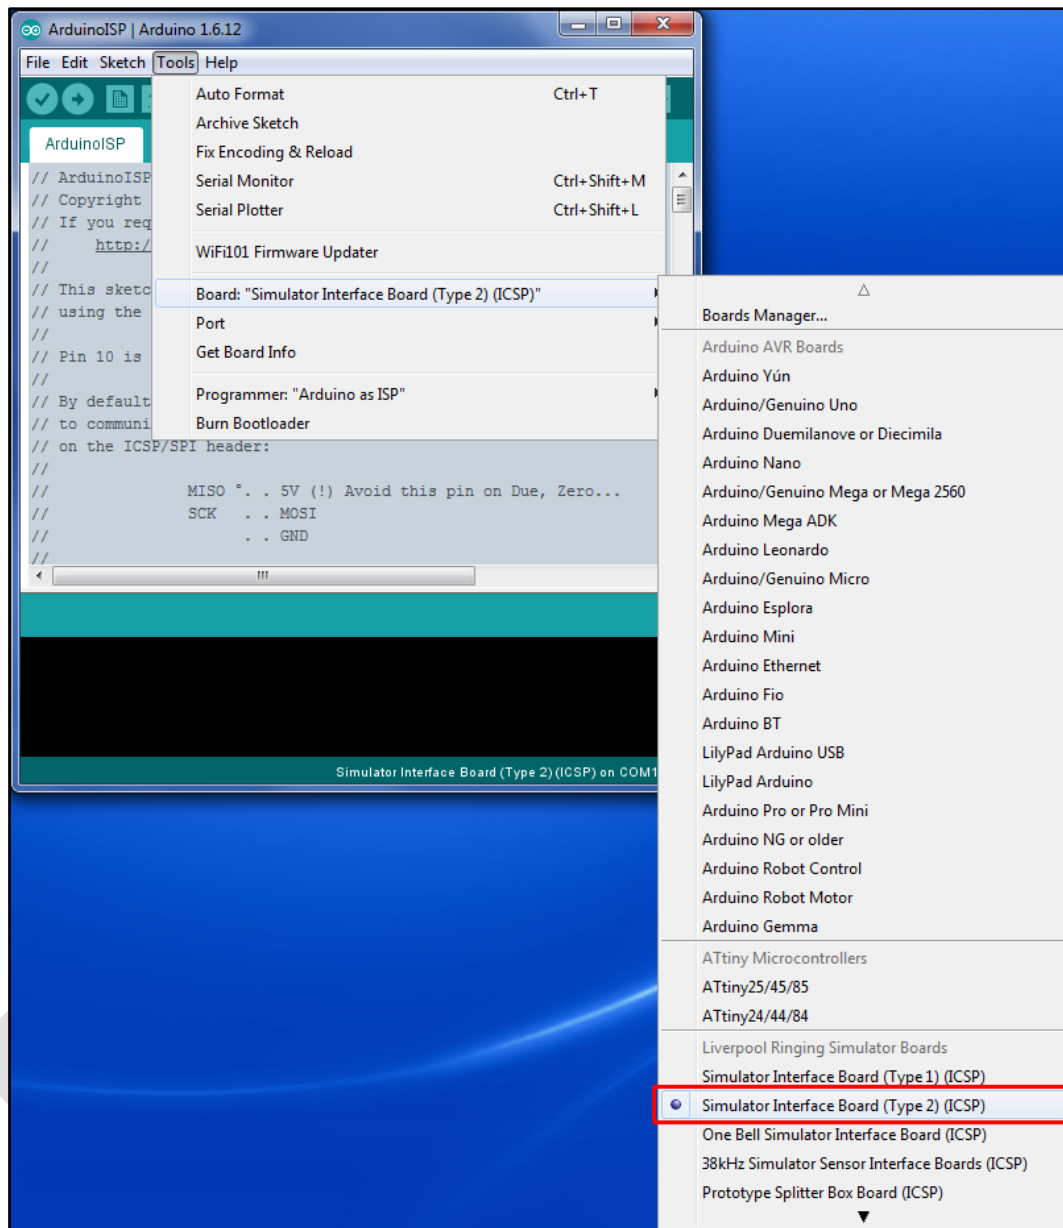 ArduinoISP | Arduino 1.6.12
File Edit Sketch Tools Help
Auto Format Ctrl+T
Archive Sketch
Fix Encoding & Reload
Serial Monitor Ctrl+Shift+M
Serial Plotter Ctrl+Shift+L
WiFi101 Firmware Updater
Board: "Simulator Interface Board (Type 2) (ICSP)"
Port
Get Board Info
Programmer: "Arduino as ISP"
Burn Bootloader
ArduinoISP
// ArduinoISP
// Copyright
// If you req
// http:/
//
// This sketc
// using the
//
// Pin 10 is
//
// By default
// to communi
// on the ICSP/SPI header:
//
// MISO °. . 5V (!) Avoid this pin on Due, Zero...
// SCK . . MOSI
// . . GND
//
Simulator Interface Board (Type 2) (ICSP) on COM1
Boards Manager...
Arduino AVR Boards
Arduino Yún
Arduino/Genuino Uno
Arduino Duemilanove or Diecimila
Arduino Nano
Arduino/Genuino Mega or Mega 2560
Arduino Mega ADK
Arduino Leonardo
Arduino/Genuino Micro
Arduino Esplora
Arduino Mini
Arduino Ethernet
Arduino Fio
Arduino BT
LilyPad Arduino USB
LilyPad Arduino
Arduino Pro or Pro Mini
Arduino NG or older
Arduino Robot Control
Arduino Robot Motor
Arduino Gemma
ATtiny Microcontrollers
ATtiny25/45/85
ATtiny24/44/84
Liverpool Ringing Simulator Boards
Simulator Interface Board (Type 1) (ICSP)
Simulator Interface Board (Type 2) (ICSP)
One Bell Simulator Interface Board (ICSP)
38kHz Simulator Sensor Interface Boards (ICSP)
Prototype Splitter Box Board (ICSP)